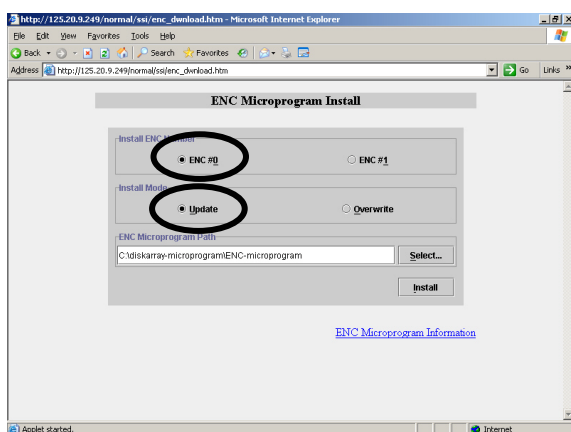 http://125.20.9.249/normal/ssi/enc_dwnload.htm - Microsoft Internet Explorer
File Edit View Favorites Tools Help
Back Search Favorites
Address http://125.20.9.249/normal/ssi/enc_dwnload.htm Go Links »
ENC Microprogram Install
Install ENC Number
ENC #0 ENC #1
Install Mode
Update Overwrite
ENC Microprogram Path
C:\diskarray-microprogram\ENC-microprogram Select...
Install
ENC Microprogram Information
Applet started. Internet